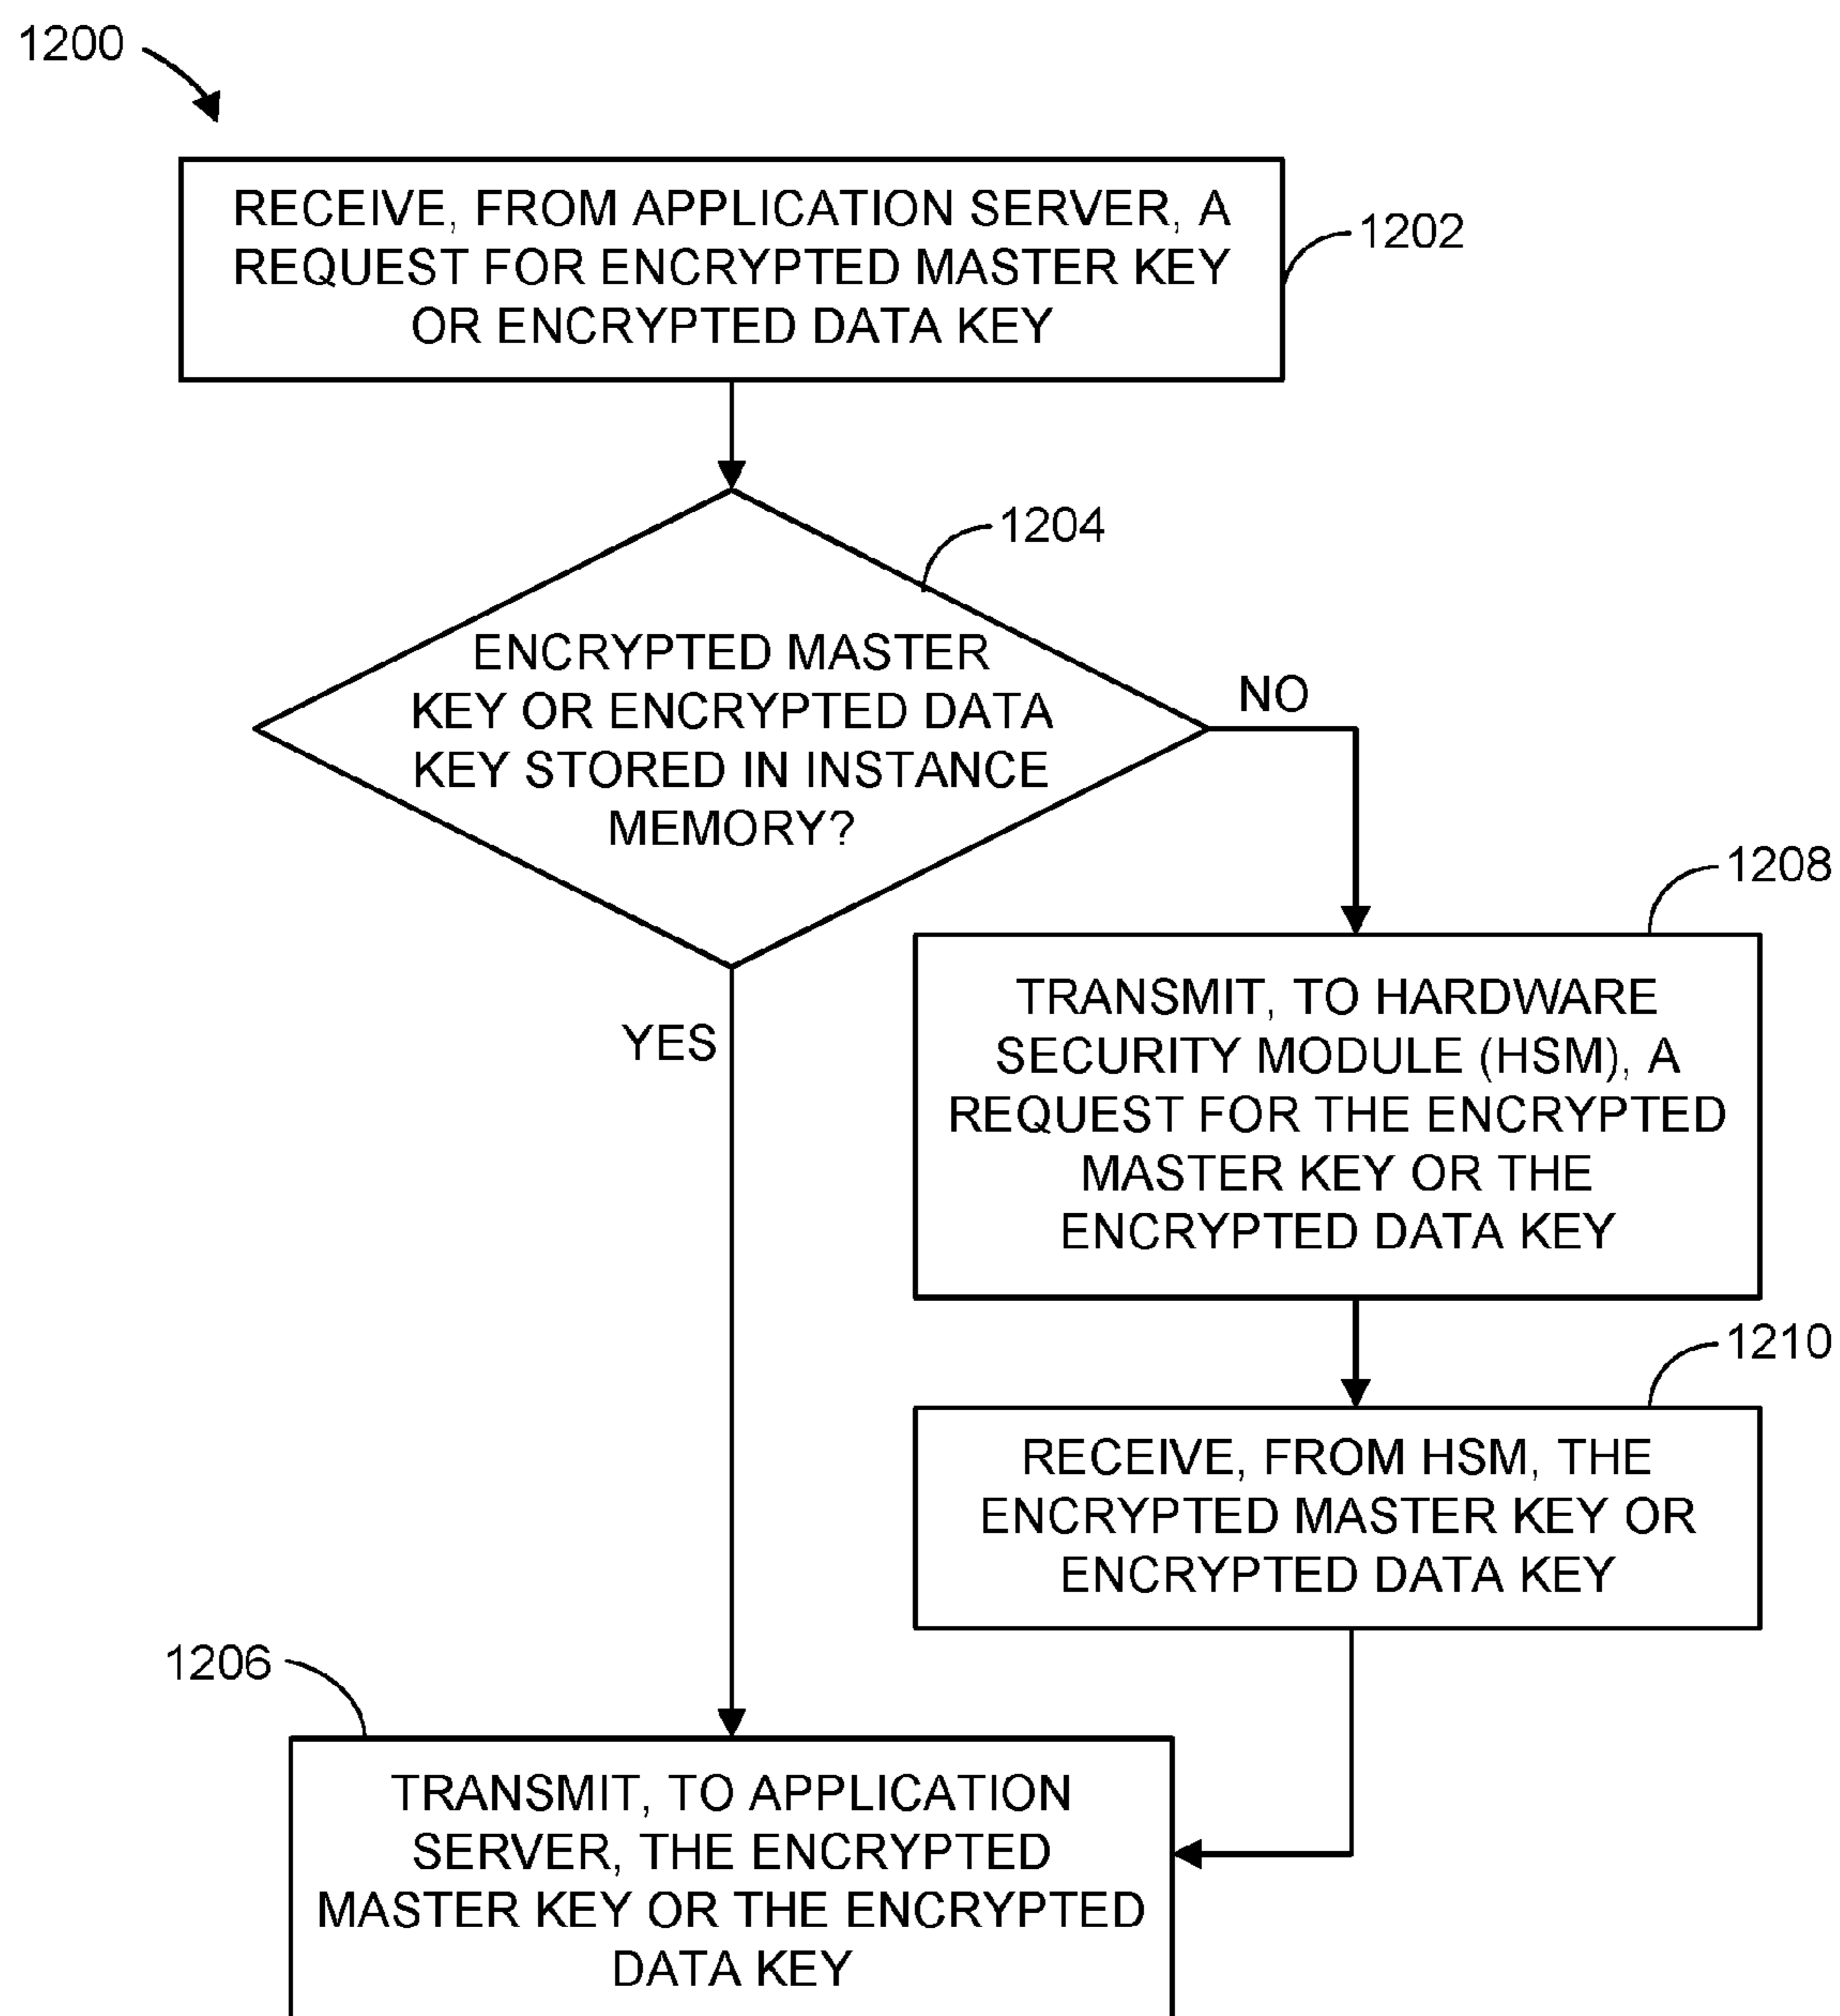 1200
RECEIVE, FROM APPLICATION SERVER, A
REQUEST FOR ENCRYPTED MASTER KEY
OR ENCRYPTED DATA KEY
1202
1204
ENCRYPTED MASTER
KEY OR ENCRYPTED DATA
KEY STORED IN INSTANCE
MEMORY?
NO
YES
1208
TRANSMIT, TO HARDWARE
SECURITY MODULE (HSM), A
REQUEST FOR THE ENCRYPTED
MASTER KEY OR THE
ENCRYPTED DATA KEY
1210
RECEIVE, FROM HSM, THE
ENCRYPTED MASTER KEY OR
ENCRYPTED DATA KEY
1206
TRANSMIT, TO APPLICATION
SERVER, THE ENCRYPTED
MASTER KEY OR THE ENCRYPTED
DATA KEY